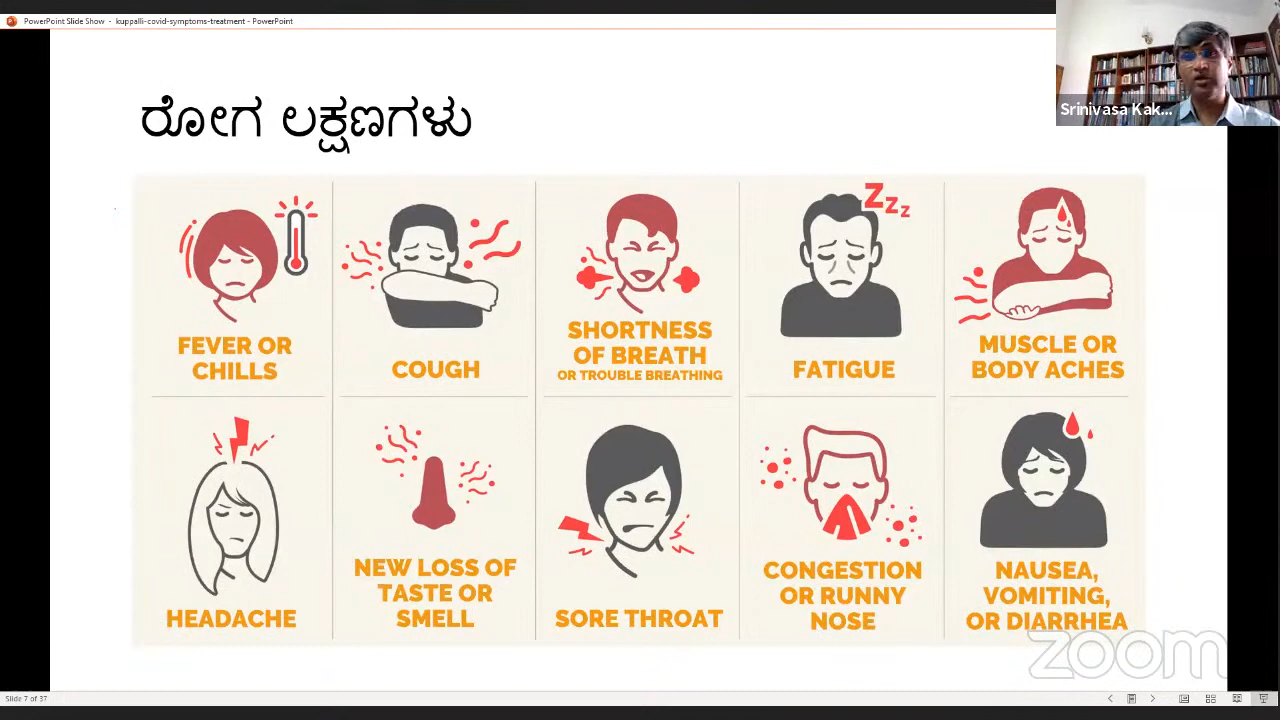 PowerPoint Slide Show - kuppalli-covid-symptoms-treatment - PowerPoint
Srinivasa Kak...
ರೋಗ ಲಕ್ಷಣಗಳು
Zzz
FEVER OR
CHILLS
COUGH
SHORTNESS
OF BREATH
OR TROUBLE BREATHING
FATIGUE
MUSCLE OR
BODY ACHES
HEADACHE
NEW LOSS OF
TASTE OR
SMELL
SORE THROAT
CONGESTION
OR RUNNY
NOSE
NAUSEA,
VOMITING,
OR DIARRHEA
zoom
Slide 7 of 37